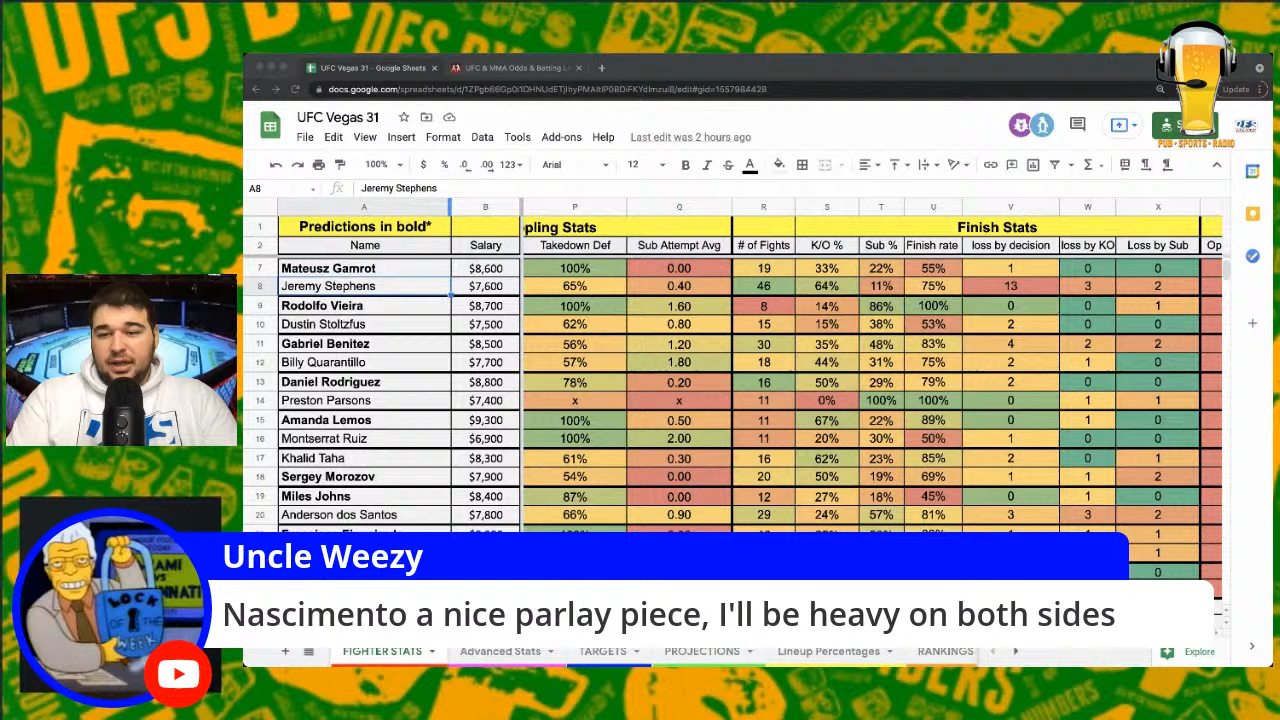 UFC Vegas 31 - Google Sheets
UFC & MMA Odds & Betting L
Update
UFC Vegas 31
File Edit View Insert Format Data Tools Add-ons Help Last edit was 2 hours ago
100% $ % .0 .00 123 Arial 12 B I S A
A8 fx Jeremy Stephens
A B P Q R S T U V W X
1 Predictions in bold* pling Stats Finish Stats
2 Name Salary Takedown Def Sub Attempt Avg # of Fights K/O % Sub % Finish rate loss by decision loss by KO Loss by Sub Op
7 Mateusz Gamrot $8,600 100% 0.00 19 33% 22% 55% 1 0 0
8 Jeremy Stephens $7,600 65% 0.40 46 64% 11% 75% 13 3 2
9 Rodolfo Vieira $8,700 100% 1.60 8 14% 86% 100% 0 0 1
10 Dustin Stoltzfus $7,500 62% 0.80 15 15% 38% 53% 2 0 0
11 Gabriel Benitez $8,500 56% 1.20 30 35% 48% 83% 4 2 2
12 Billy Quarantillo $7,700 57% 1.80 18 44% 31% 75% 2 1 0
13 Daniel Rodriguez $8,800 78% 0.20 16 50% 29% 79% 2 0 0
14 Preston Parsons $7,400 x x 11 0% 100% 100% 0 1 1
15 Amanda Lemos $9,300 100% 0.50 11 67% 22% 89% 0 1 0
16 Montserrat Ruiz $6,900 100% 2.00 11 20% 30% 50% 1 0 0
17 Khalid Taha $8,300 61% 0.30 16 62% 23% 85% 2 0 1
18 Sergey Morozov $7,900 54% 0.00 20 50% 19% 69% 1 1 2
19 Miles Johns $8,400 87% 0.00 12 27% 18% 45% 0 1 0
20 Anderson dos Santos $7,800 66% 0.90 29 24% 57% 81% 3 3 2
1
1
0
Uncle Weezy
Nascimento a nice parlay piece, I'll be heavy on both sides
LOCK
OF THE
WEEK
FIGHTER STATS Advanced Stats TARGETS PROJECTIONS Lineup Percentages RANKINGS Explore
PUB • SPORTS • RADIO